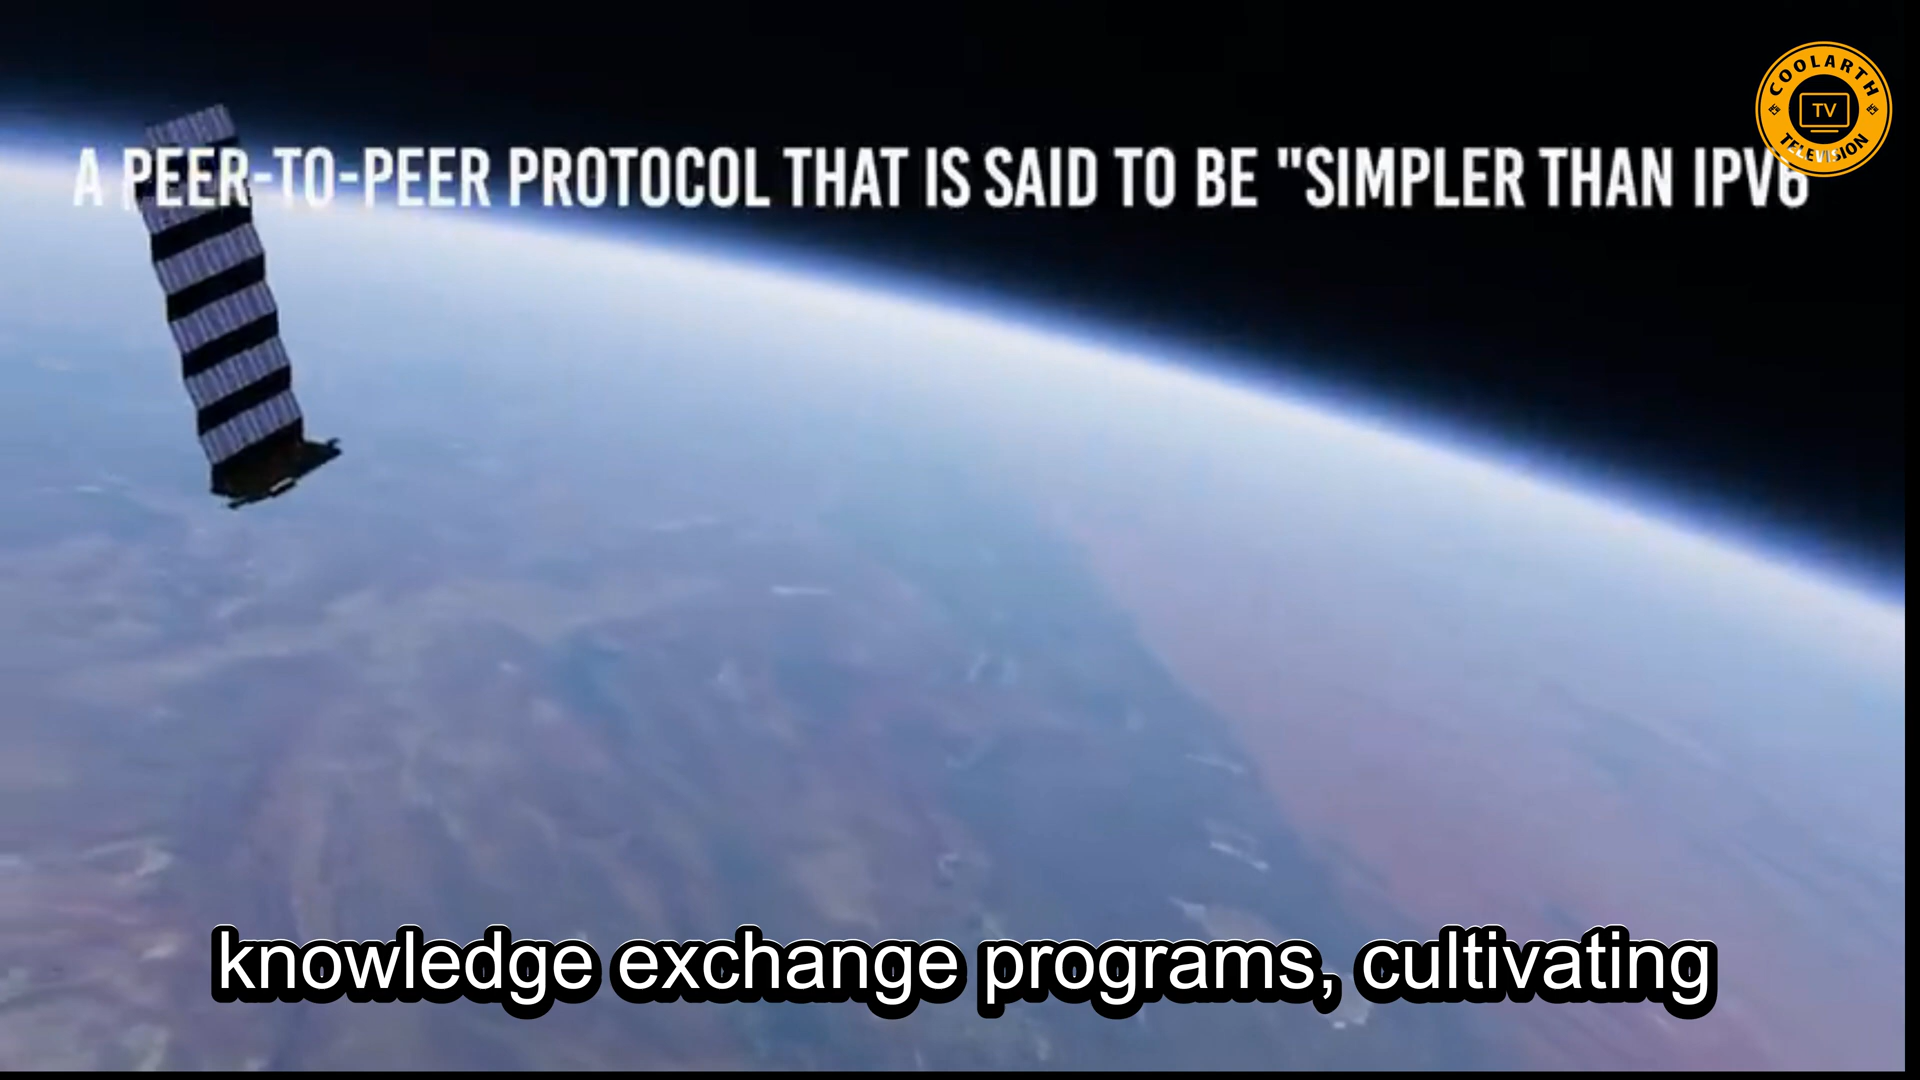 COOLARTH
TV
TELEVISION
A PEER-TO-PEER PROTOCOL THAT IS SAID TO BE "SIMPLER THAN IPV6
knowledge exchange programs, cultivating